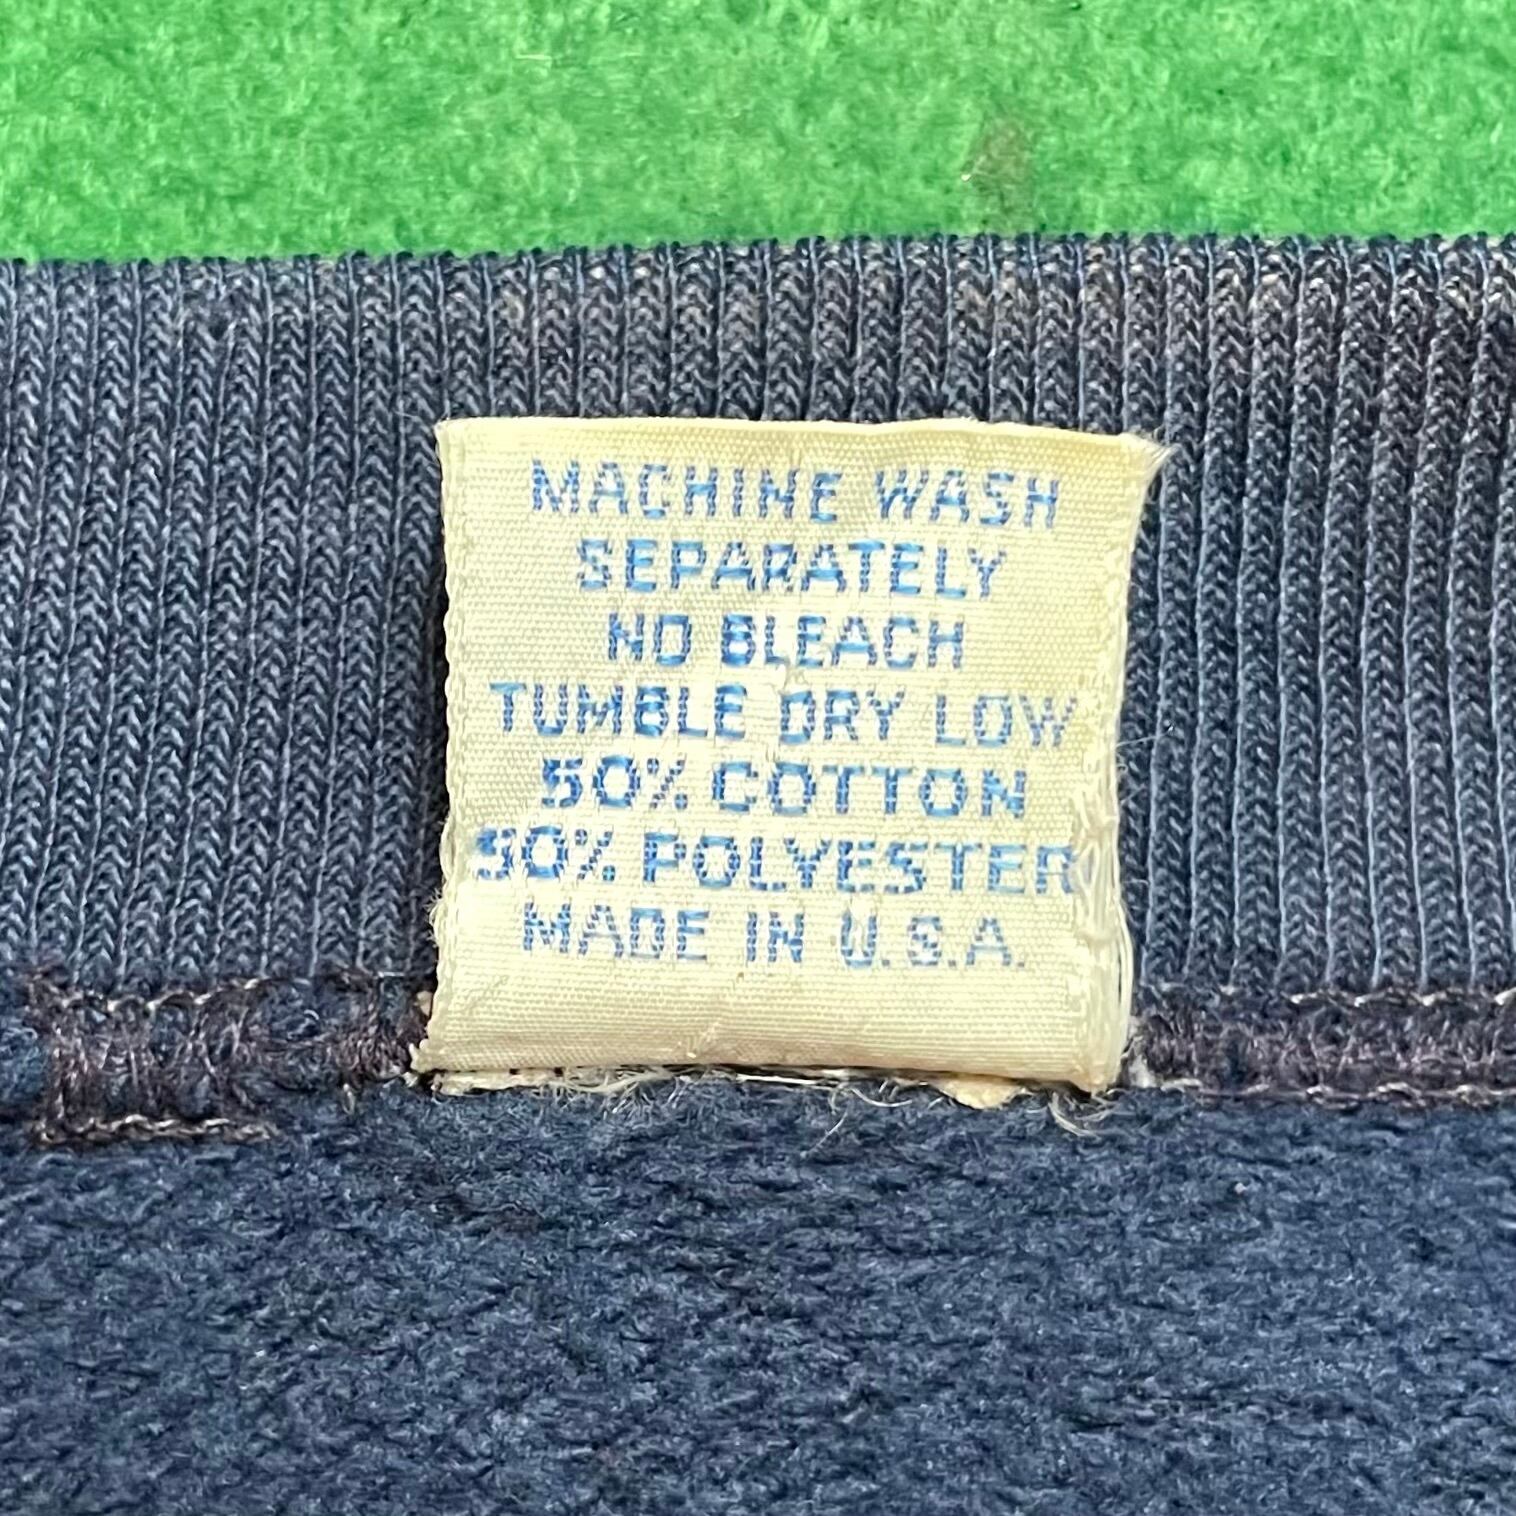 MACHINE WASH
SEPARATELY
NO BLEACH
TUMBLE DRY LOW
50% COTTON
50% POLYESTER
MADE IN U.S.A.